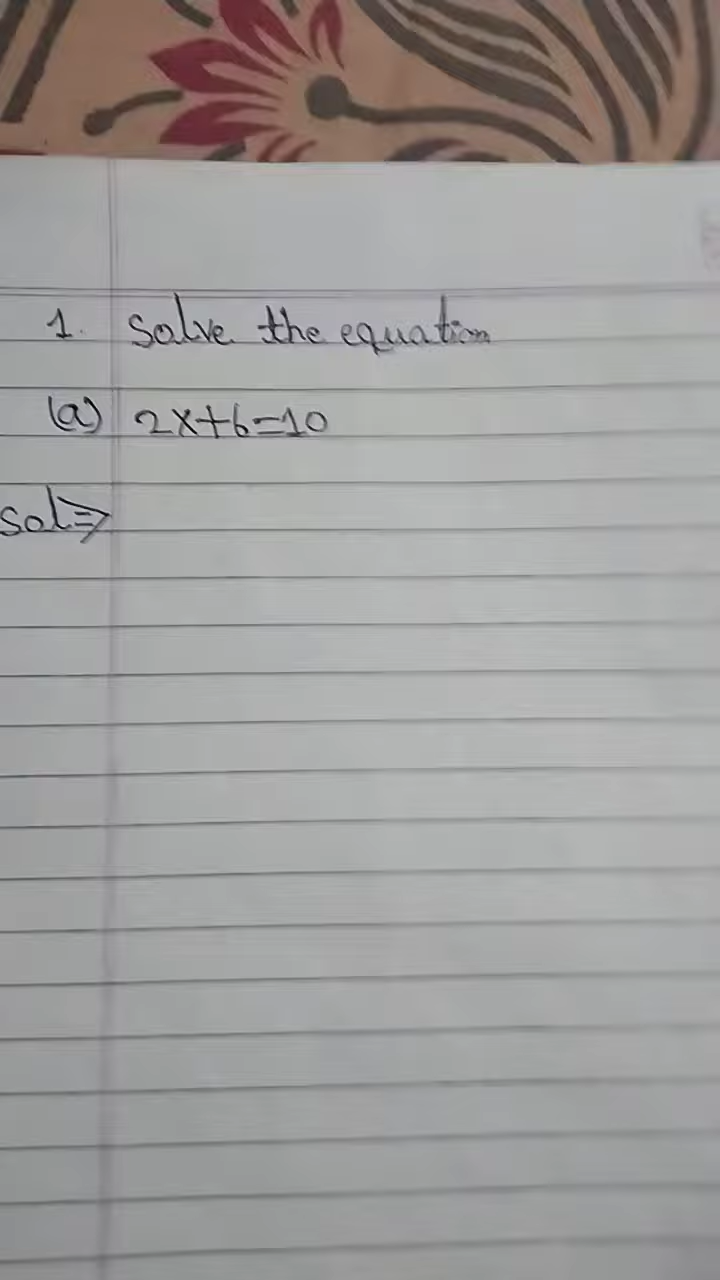 1. Solve the equation
(a) 2x+6=10
Sol⇒